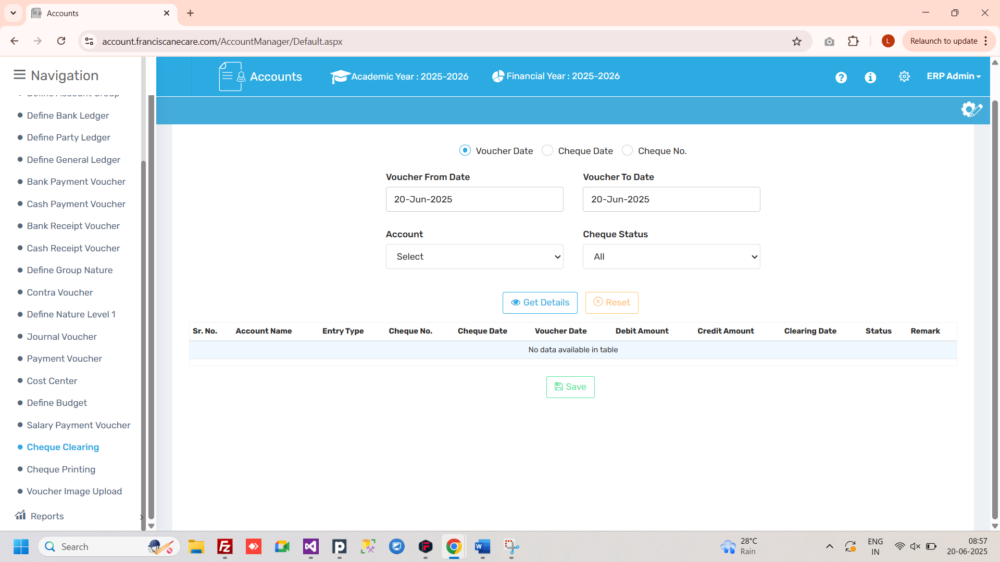 Accounts
account.franciscanecare.com/AccountManager/Default.aspx
L
Relaunch to update
Navigation
Accounts
Academic Year : 2025-2026
Financial Year : 2025-2026
ERP Admin
Define Account Group
Define Bank Ledger
Define Party Ledger
Define General Ledger
Bank Payment Voucher
Cash Payment Voucher
Bank Receipt Voucher
Cash Receipt Voucher
Define Group Nature
Contra Voucher
Define Nature Level 1
Journal Voucher
Payment Voucher
Cost Center
Define Budget
Salary Payment Voucher
Cheque Clearing
Cheque Printing
Voucher Image Upload
Reports
Voucher Date Cheque Date Cheque No.
Voucher From Date Voucher To Date
20-Jun-2025 20-Jun-2025
Account Cheque Status
Select All
Get Details Reset
Sr. No. Account Name Entry Type Cheque No. Cheque Date Voucher Date Debit Amount Credit Amount Clearing Date Status Remark
No data available in table
Save
Search
28°C
Rain
ENG
IN
08:57
20-06-2025